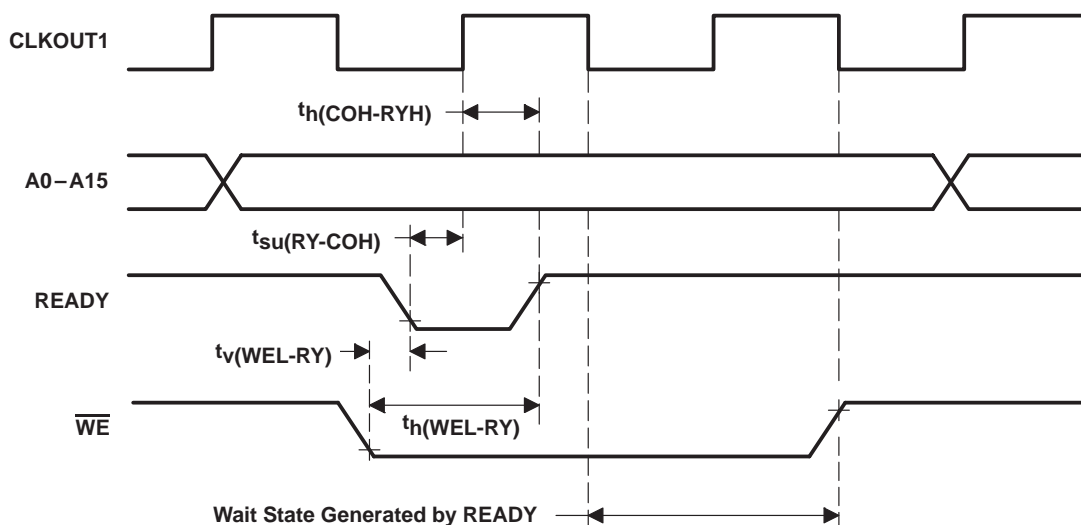 CLKOUT1
th(COH-RYH)
A0–A15
tsu(RY-COH)
READY
tv(WEL-RY)
WE
th(WEL-RY)
Wait State Generated by READY